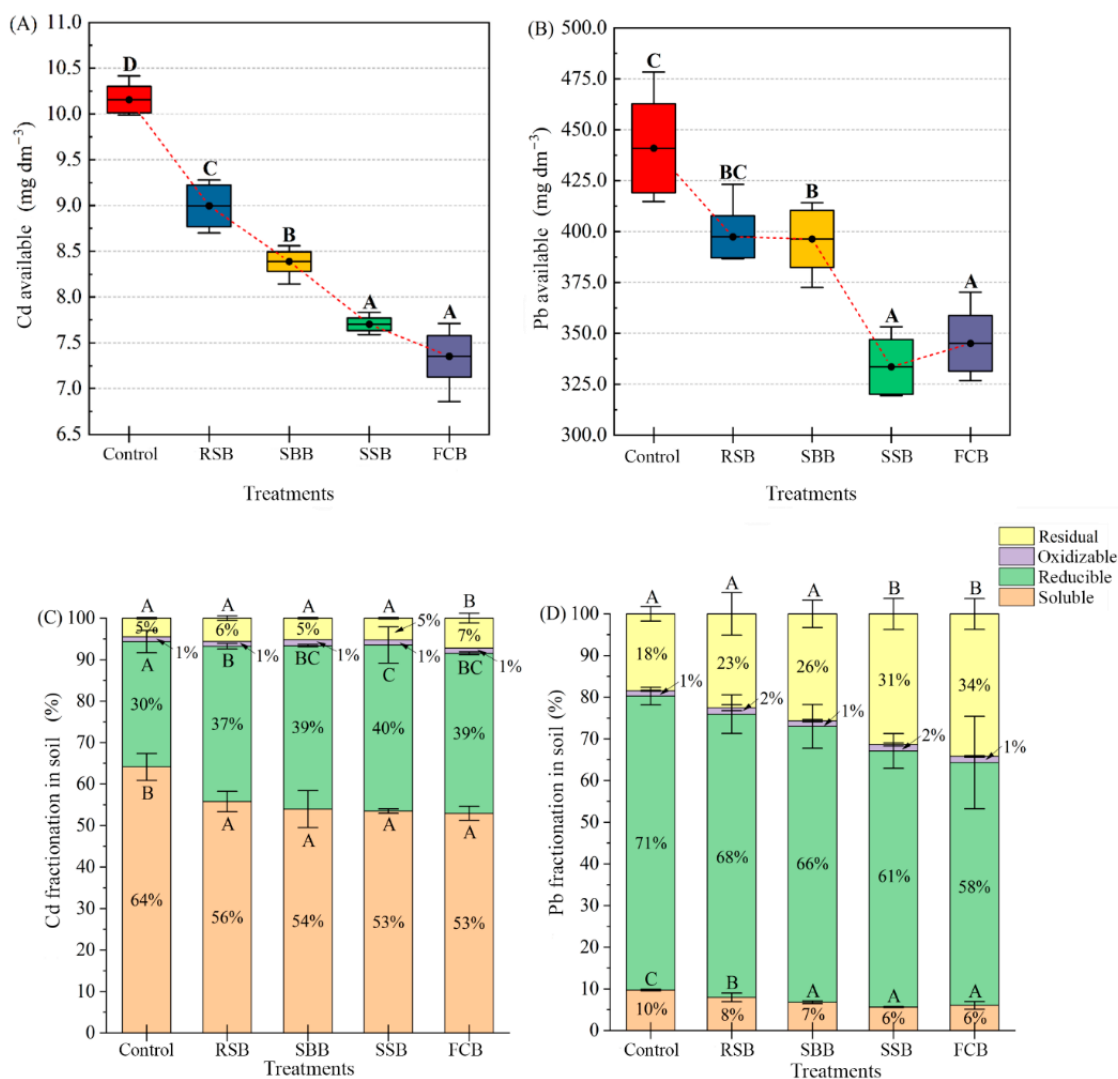 (A)
Cd available (mg dm⁻³)
11.0
10.5
10.0
9.5
9.0
8.5
8.0
7.5
7.0
6.5
D
C
B
A
A
Control RSB SBB SSB FCB
Treatments
(B)
Pb available (mg dm⁻³)
500.0
475.0
450.0
425.0
400.0
375.0
350.0
325.0
300.0
C
BC
B
A
A
Control RSB SBB SSB FCB
Treatments
Residual
Oxidizable
Reducible
Soluble
(C)
Cd fractionation in soil (%)
100
90
80
70
60
50
40
30
20
10
0
A A A A B
5% 6% 5% 5% 7%
1% 1% 1% 1% 1%
A B BC C BC
30% 37% 39% 40% 39%
B A A A A
64% 56% 54% 53% 53%
Control RSB SBB SSB FCB
Treatments
(D)
Pb fractionation in soil (%)
100
90
80
70
60
50
40
30
20
10
0
A A A B B
18% 23% 26% 31% 34%
1% 2% 1% 2% 1%
71% 68% 66% 61% 58%
C B A A A
10% 8% 7% 6% 6%
Control RSB SBB SSB FCB
Treatments